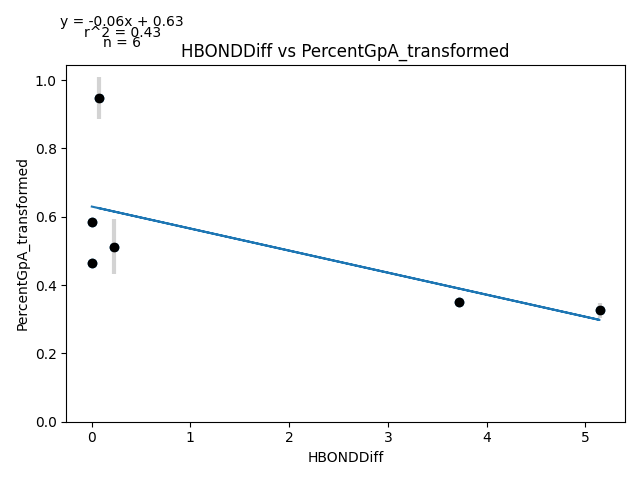 y = -0.06x + 0.63
r^2 = 0.43
n = 6
HBONDDiff vs PercentGpA_transformed
PercentGpA_transformed
1.0
0.8
0.6
0.4
0.2
0.0
0 1 2 3 4 5
HBONDDiff